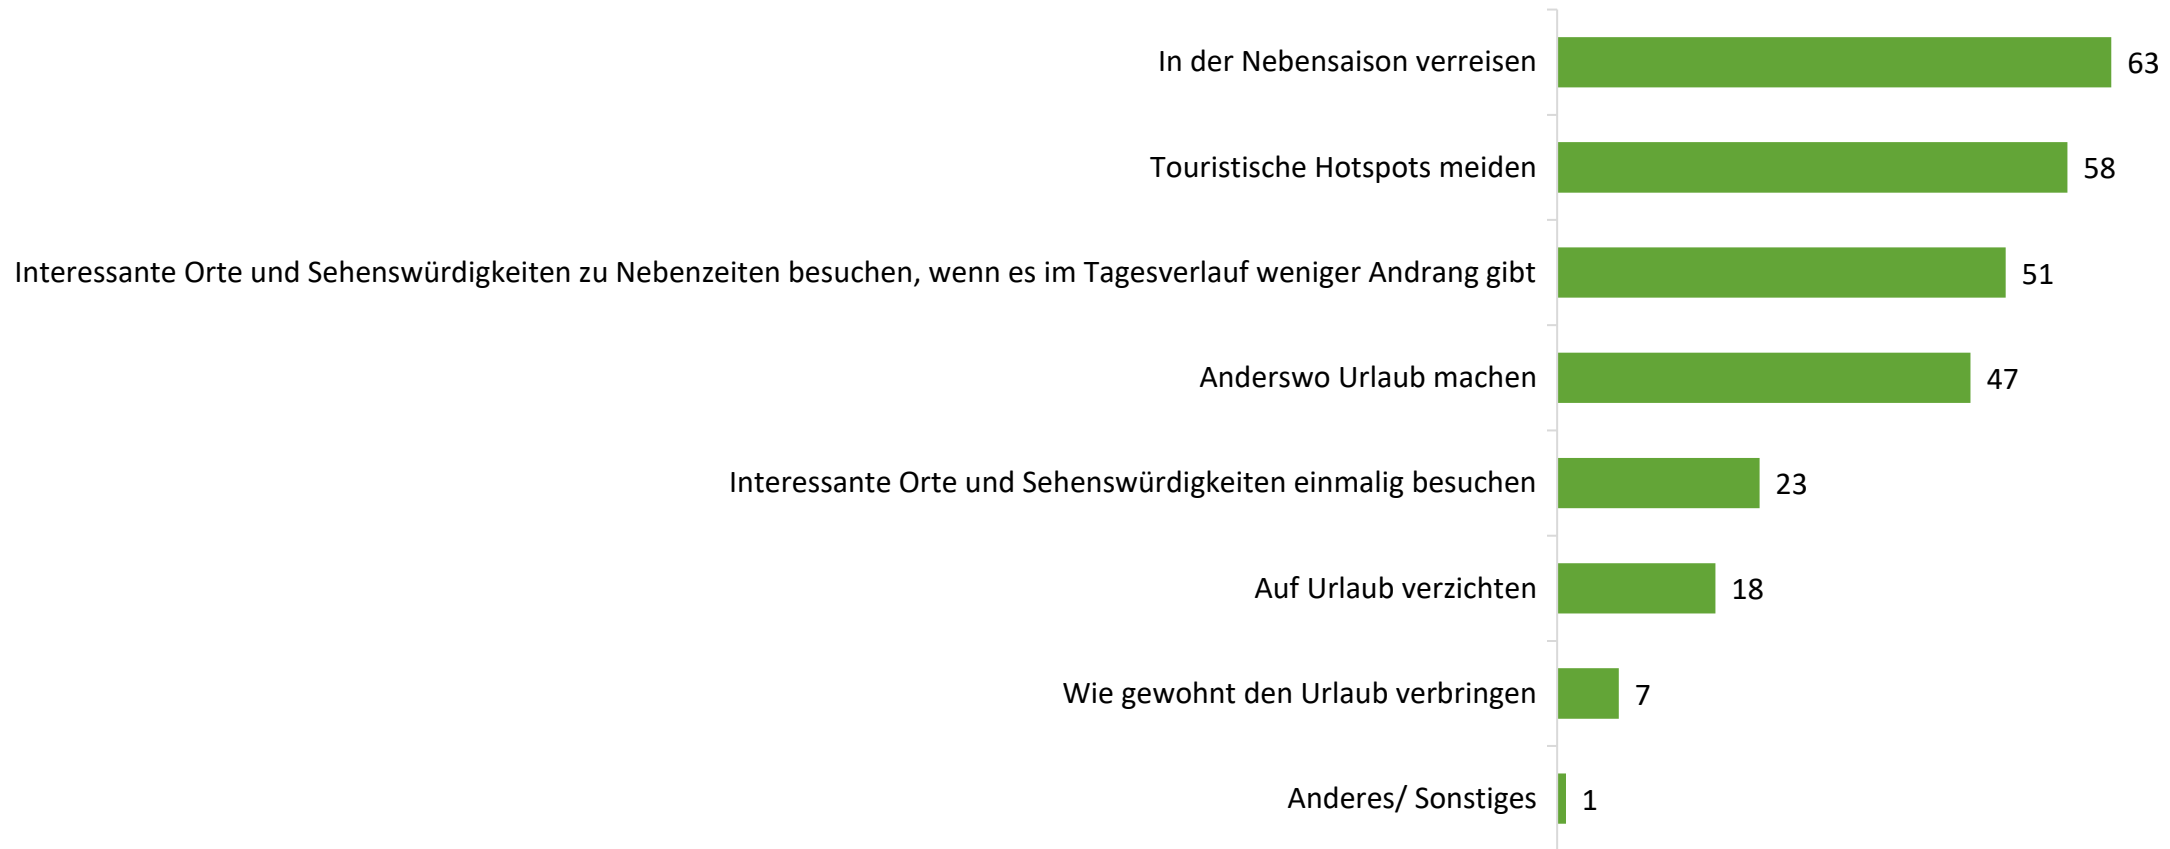 In der Nebensaison verreisen 63
Touristische Hotspots meiden 58
Interessante Orte und Sehenswürdigkeiten zu Nebenzeiten besuchen, wenn es im Tagesverlauf weniger Andrang gibt 51
Anderswo Urlaub machen 47
Interessante Orte und Sehenswürdigkeiten einmalig besuchen 23
Auf Urlaub verzichten 18
Wie gewohnt den Urlaub verbringen 7
Anderes/ Sonstiges 1